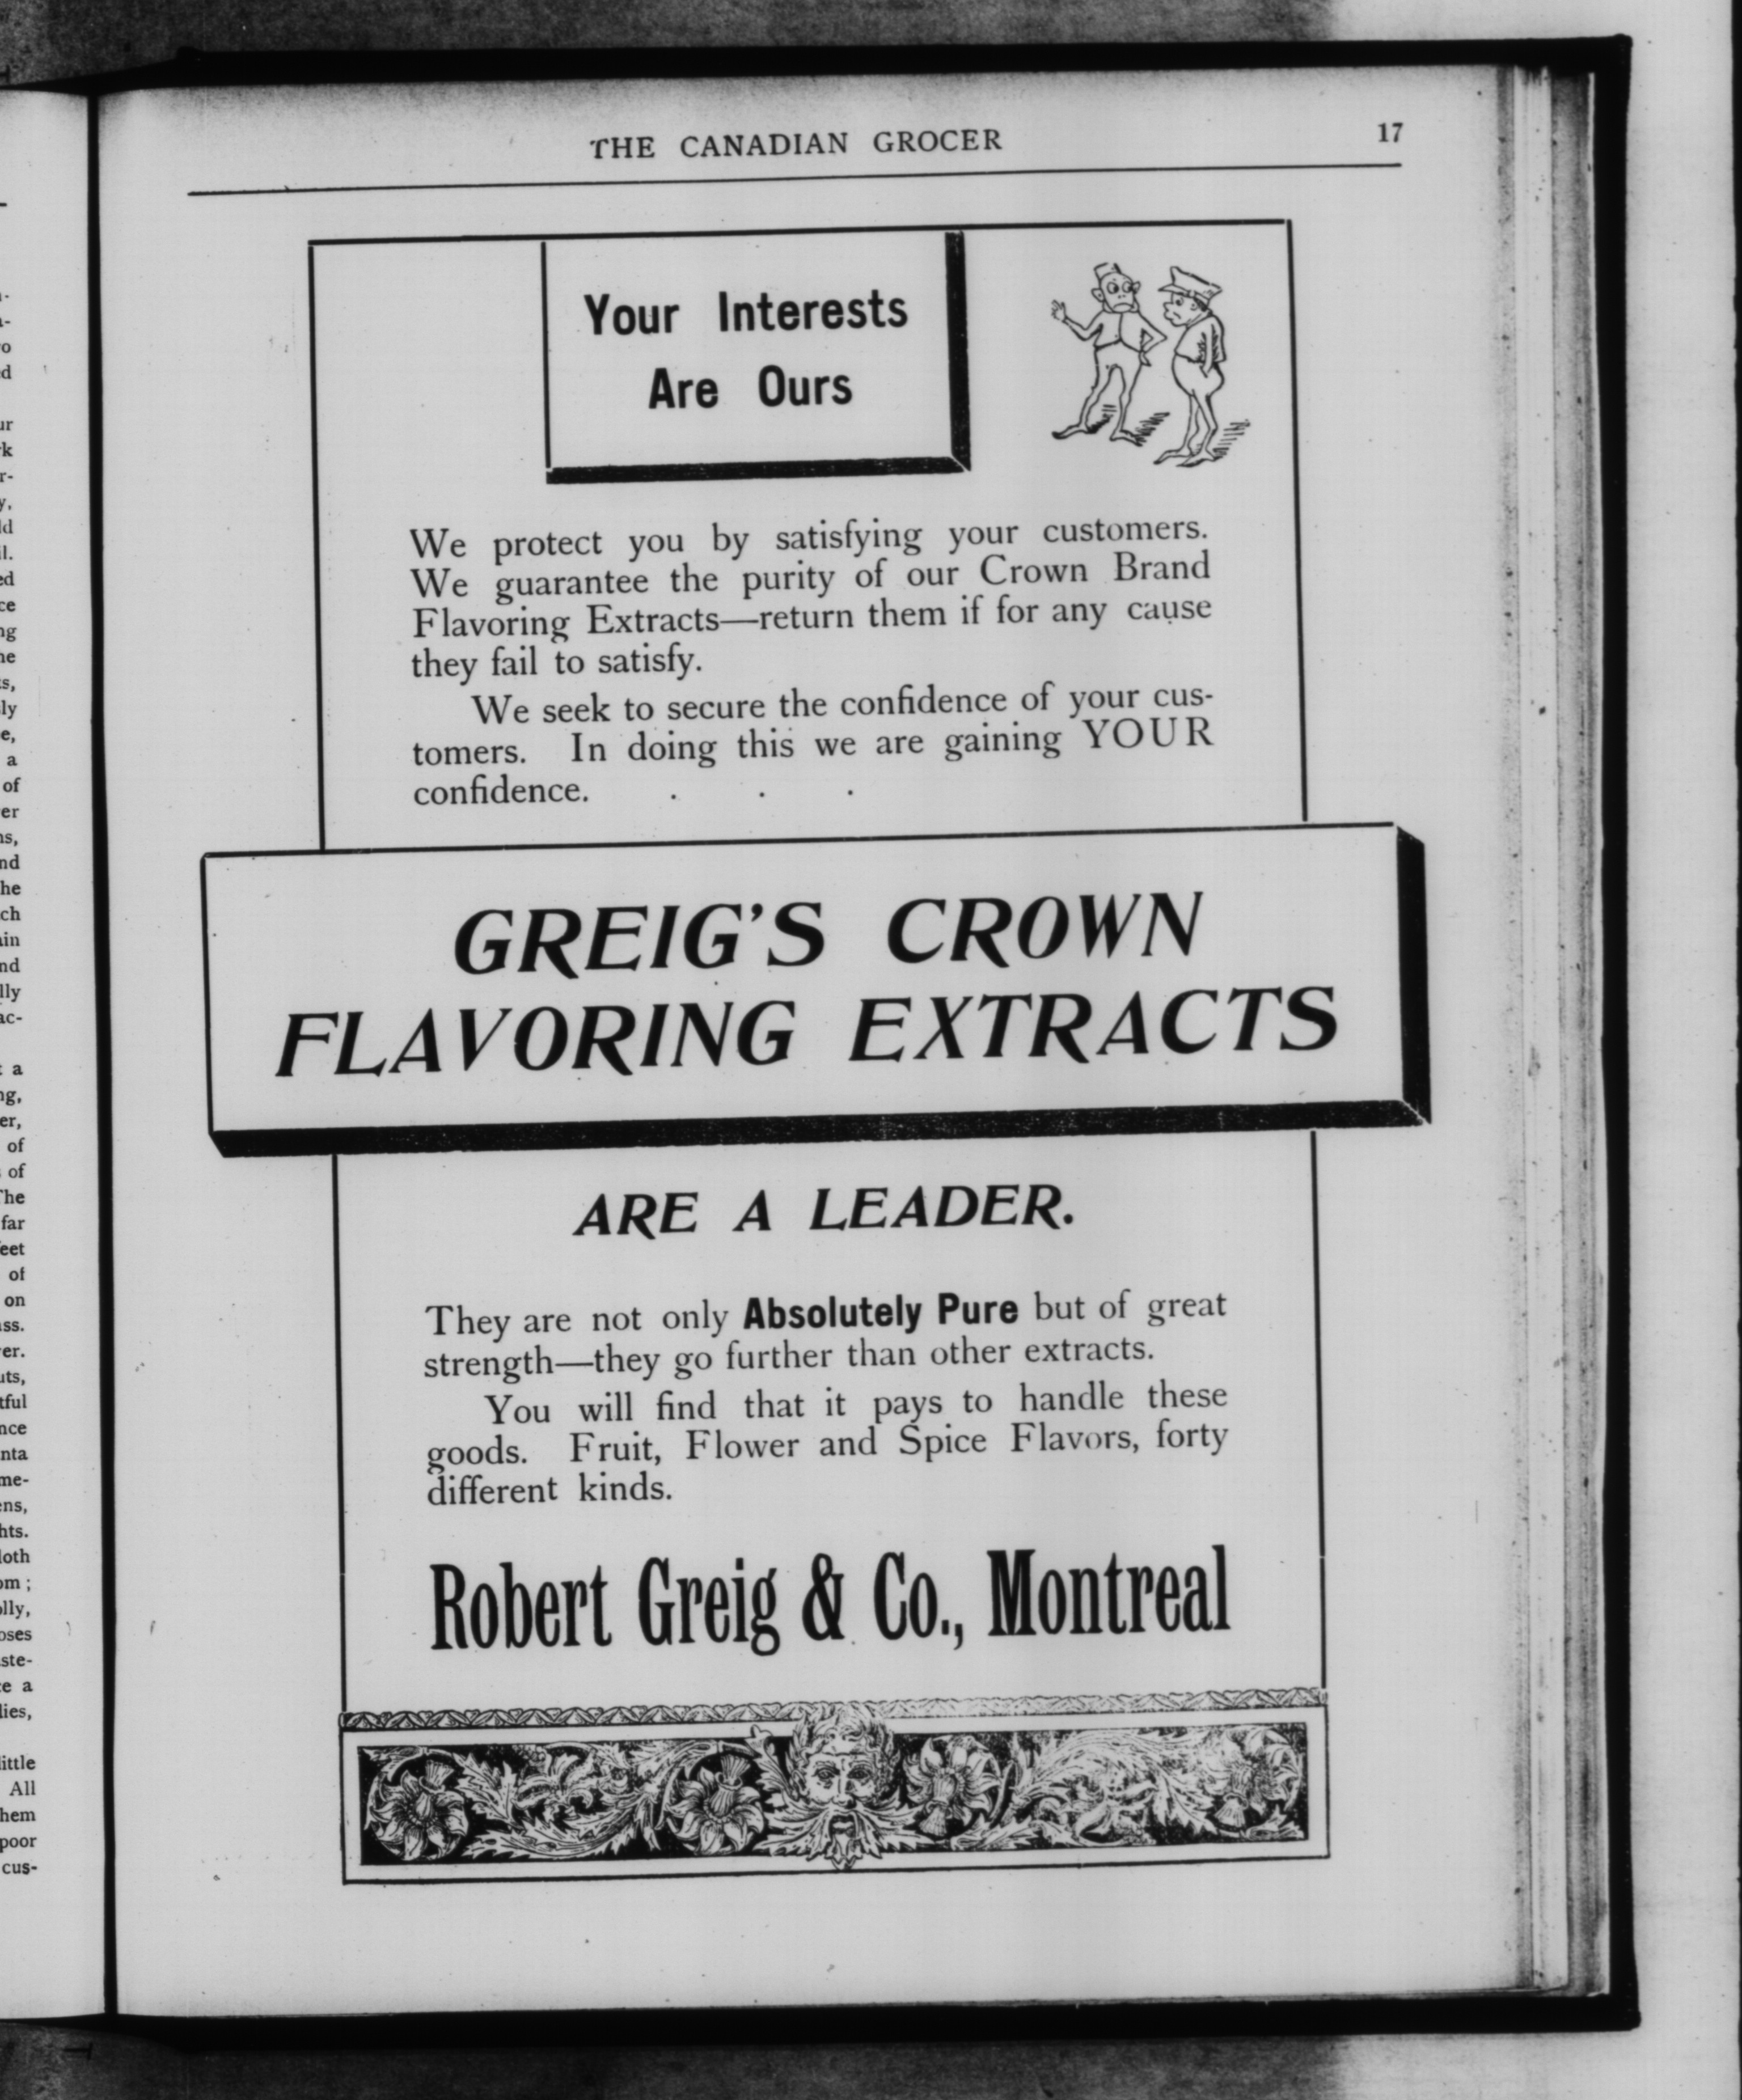 THE CANADIAN GROCER 17
Your Interests
Are Ours
We protect you by satisfying your customers.
We guarantee the purity of our Crown Brand
Flavoring Extracts—return them if for any cause
they fail to satisfy.
We seek to secure the confidence of your cus-
tomers. In doing this we are gaining YOUR
confidence. . . .
GREIG'S CROWN
FLAVORING EXTRACTS
ARE A LEADER.
They are not only Absolutely Pure but of great
strength—they go further than other extracts.
You will find that it pays to handle these
goods. Fruit, Flower and Spice Flavors, forty
different kinds.
Robert Greig & Co., Montreal